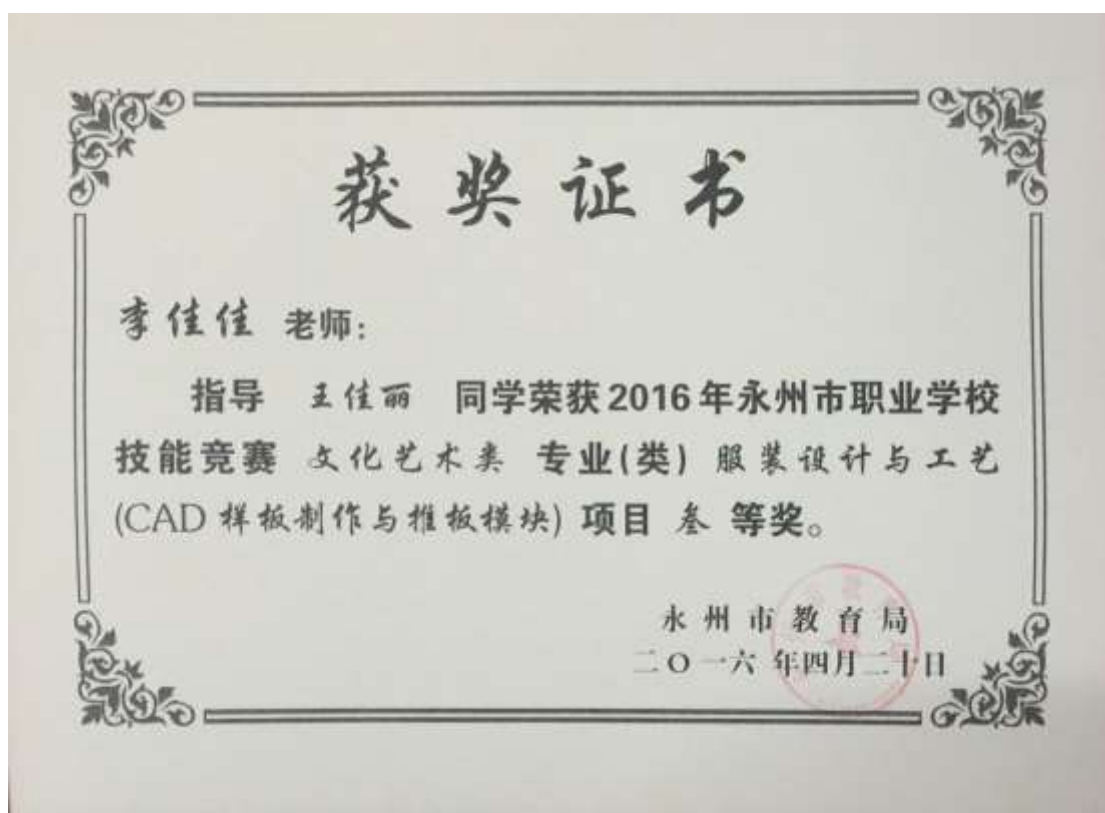 获奖证书
李佳佳 老师:
指导 王佳丽 同学荣获2016年永州市职业学校
技能竞赛 文化艺术类 专业(类) 服装设计与工艺
(CAD样板制作与推板模块) 项目 叁 等奖。
永州市教育局
二〇一六年四月二十日